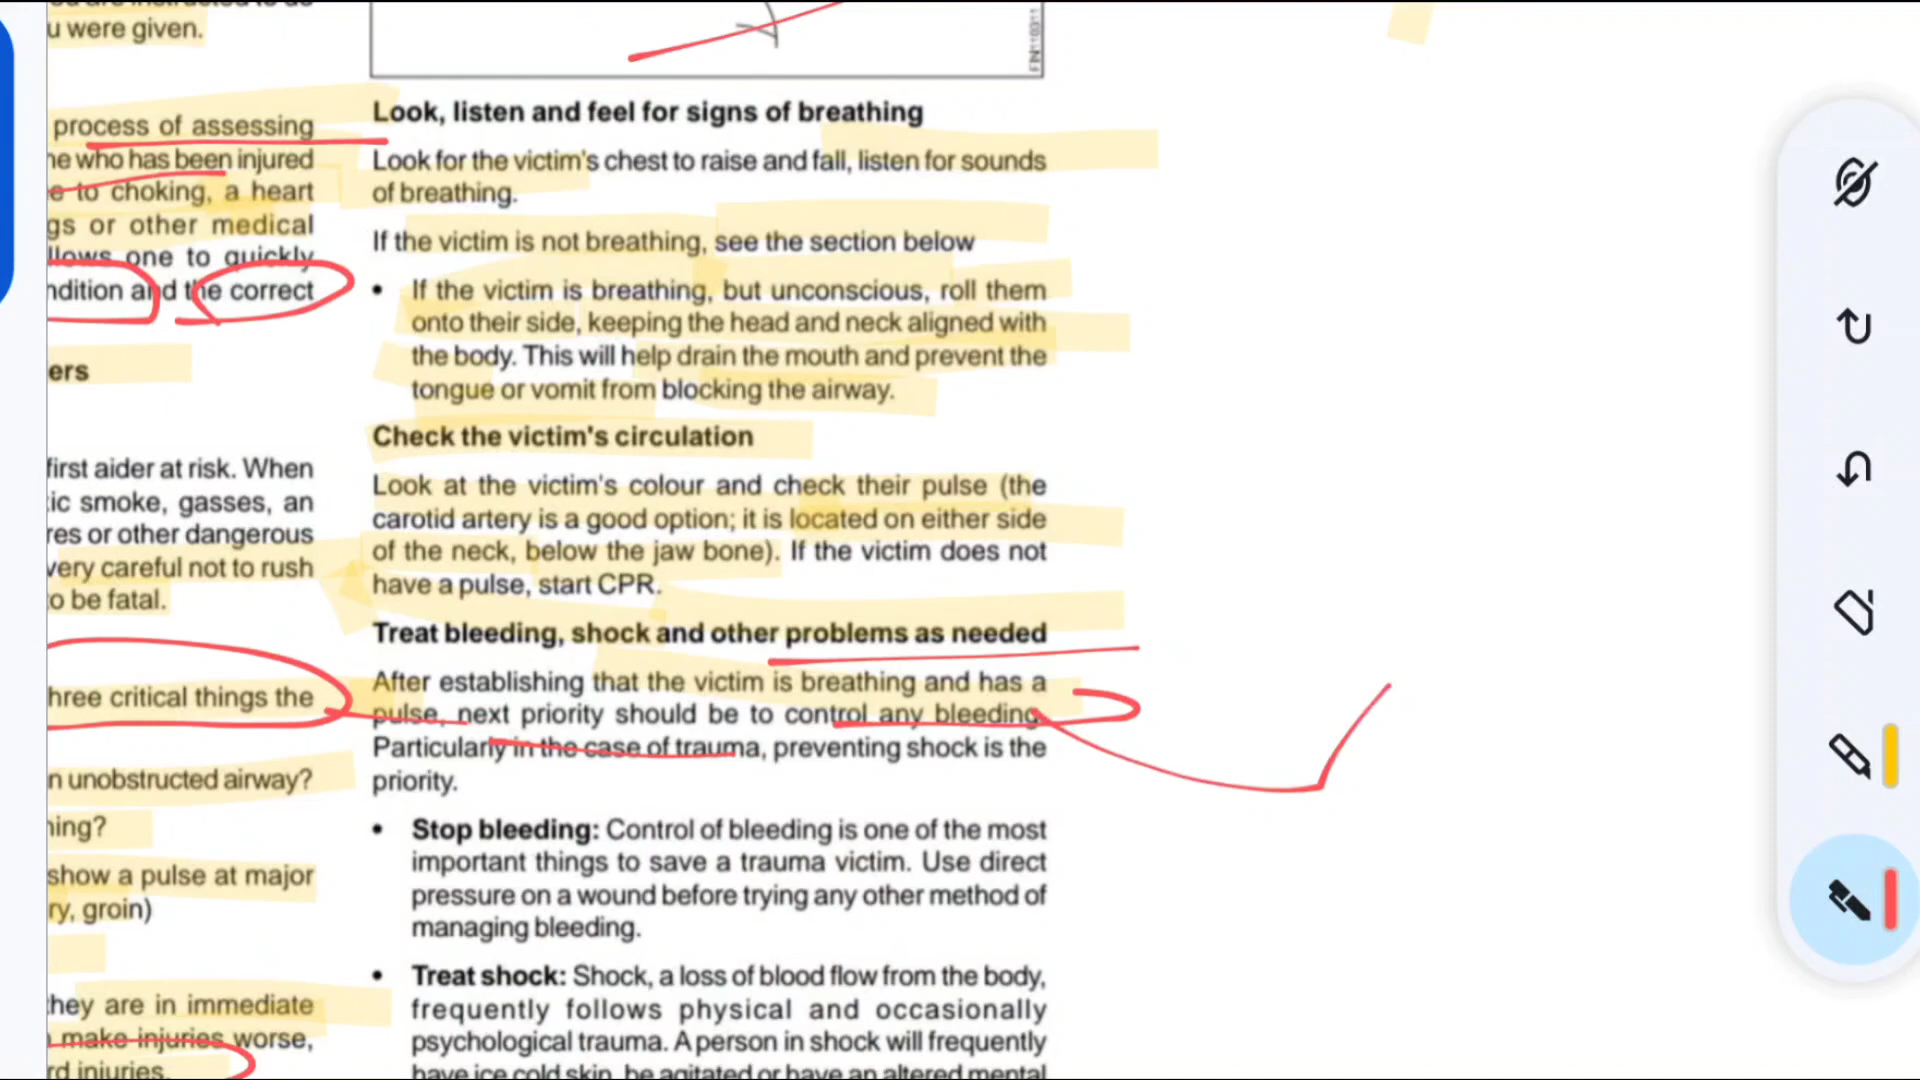 u were given.
process of assessing
who has been injured
to choking, a heart
gs or other medical
one to quickly
and the correct
ers
first aider at risk. When
smoke, gasses, an
or other dangerous
very careful not to rush
o be fatal.
critical things the
unobstructed airway?
show a pulse at major
groin)
they are in immediate
make injuries worse,
injuries.
FIN110311
Look, listen and feel for signs of breathing
Look for the victim's chest to raise and fall, listen for sounds
of breathing.
If the victim is not breathing, see the section below
• If the victim is breathing, but unconscious, roll them
onto their side, keeping the head and neck aligned with
the body. This will help drain the mouth and prevent the
tongue or vomit from blocking the airway.
Check the victim's circulation
Look at the victim's colour and check their pulse (the
carotid artery is a good option; it is located on either side
of the neck, below the jaw bone). If the victim does not
have a pulse, start CPR.
Treat bleeding, shock and other problems as needed
After establishing that the victim is breathing and has a
pulse, next priority should be to control any bleeding.
Particularly in the case of trauma, preventing shock is the
priority.
• Stop bleeding: Control of bleeding is one of the most
important things to save a trauma victim. Use direct
pressure on a wound before trying any other method of
managing bleeding.
• Treat shock: Shock, a loss of blood flow from the body,
frequently follows physical and occasionally
psychological trauma. A person in shock will frequently
have ice cold skin, be agitated or have an altered mental